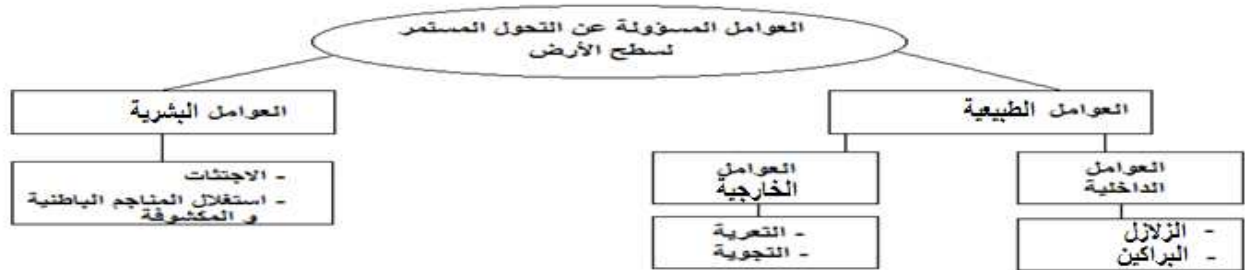 العوامل المسؤولة عن التحول المستمر
لسطح الأرض
العوامل الطبيعية
العوامل البشرية
العوامل
الداخلية
العوامل
الخارجية
- الاجتثات
- استغلال المناجم الباطنية
و المكشوفة
- الزلازل
- البراكين
- التعرية
- التجوية